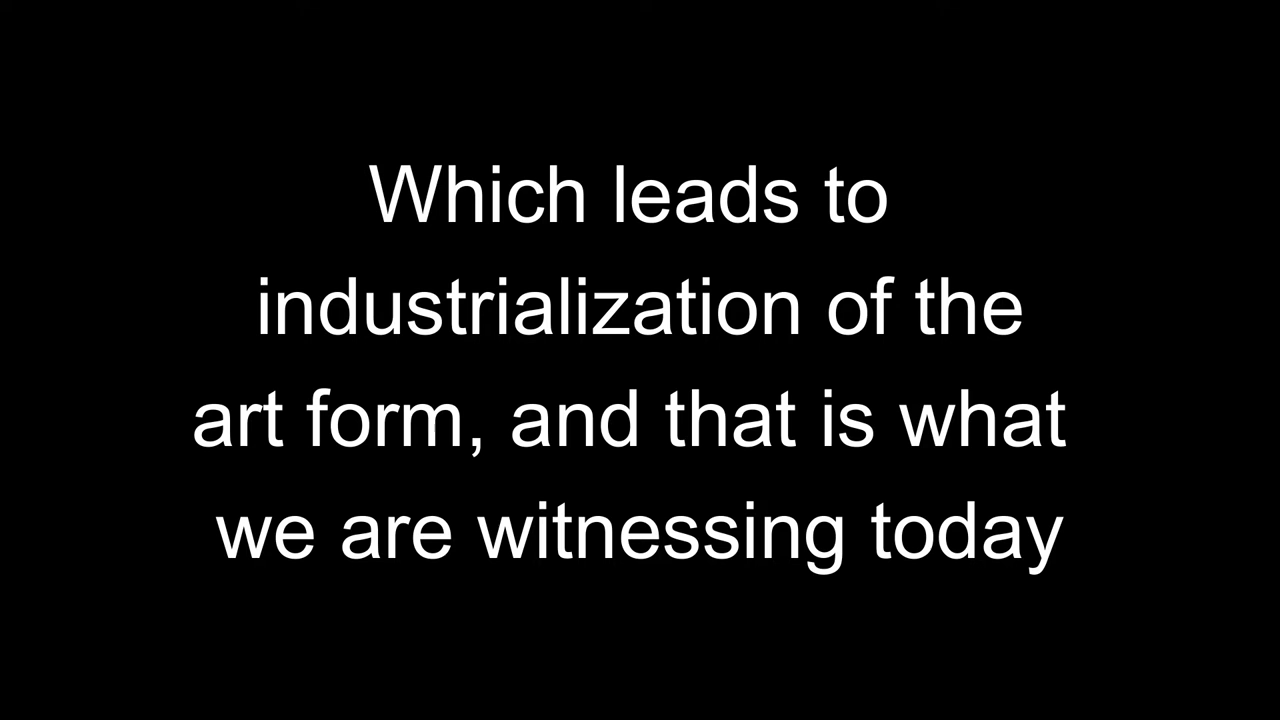 Which leads to
industrialization of the
art form, and that is what
we are witnessing today